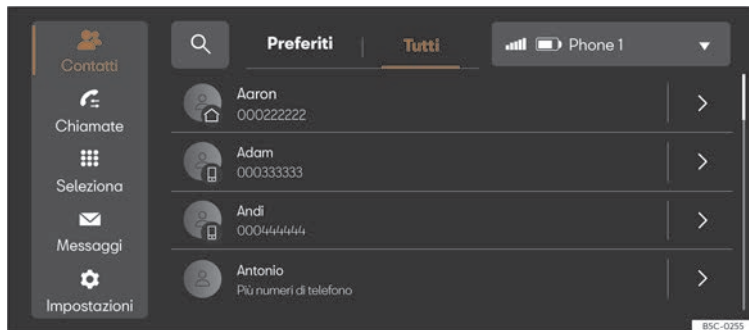 Contatti
Chiamate
Seleziona
Messaggi
Impostazioni
Preferiti
Tutti
Phone 1
Aaron
000222222
Adam
000333333
Andi
000444444
Antonio
Più numeri di telefono
B5C-0255